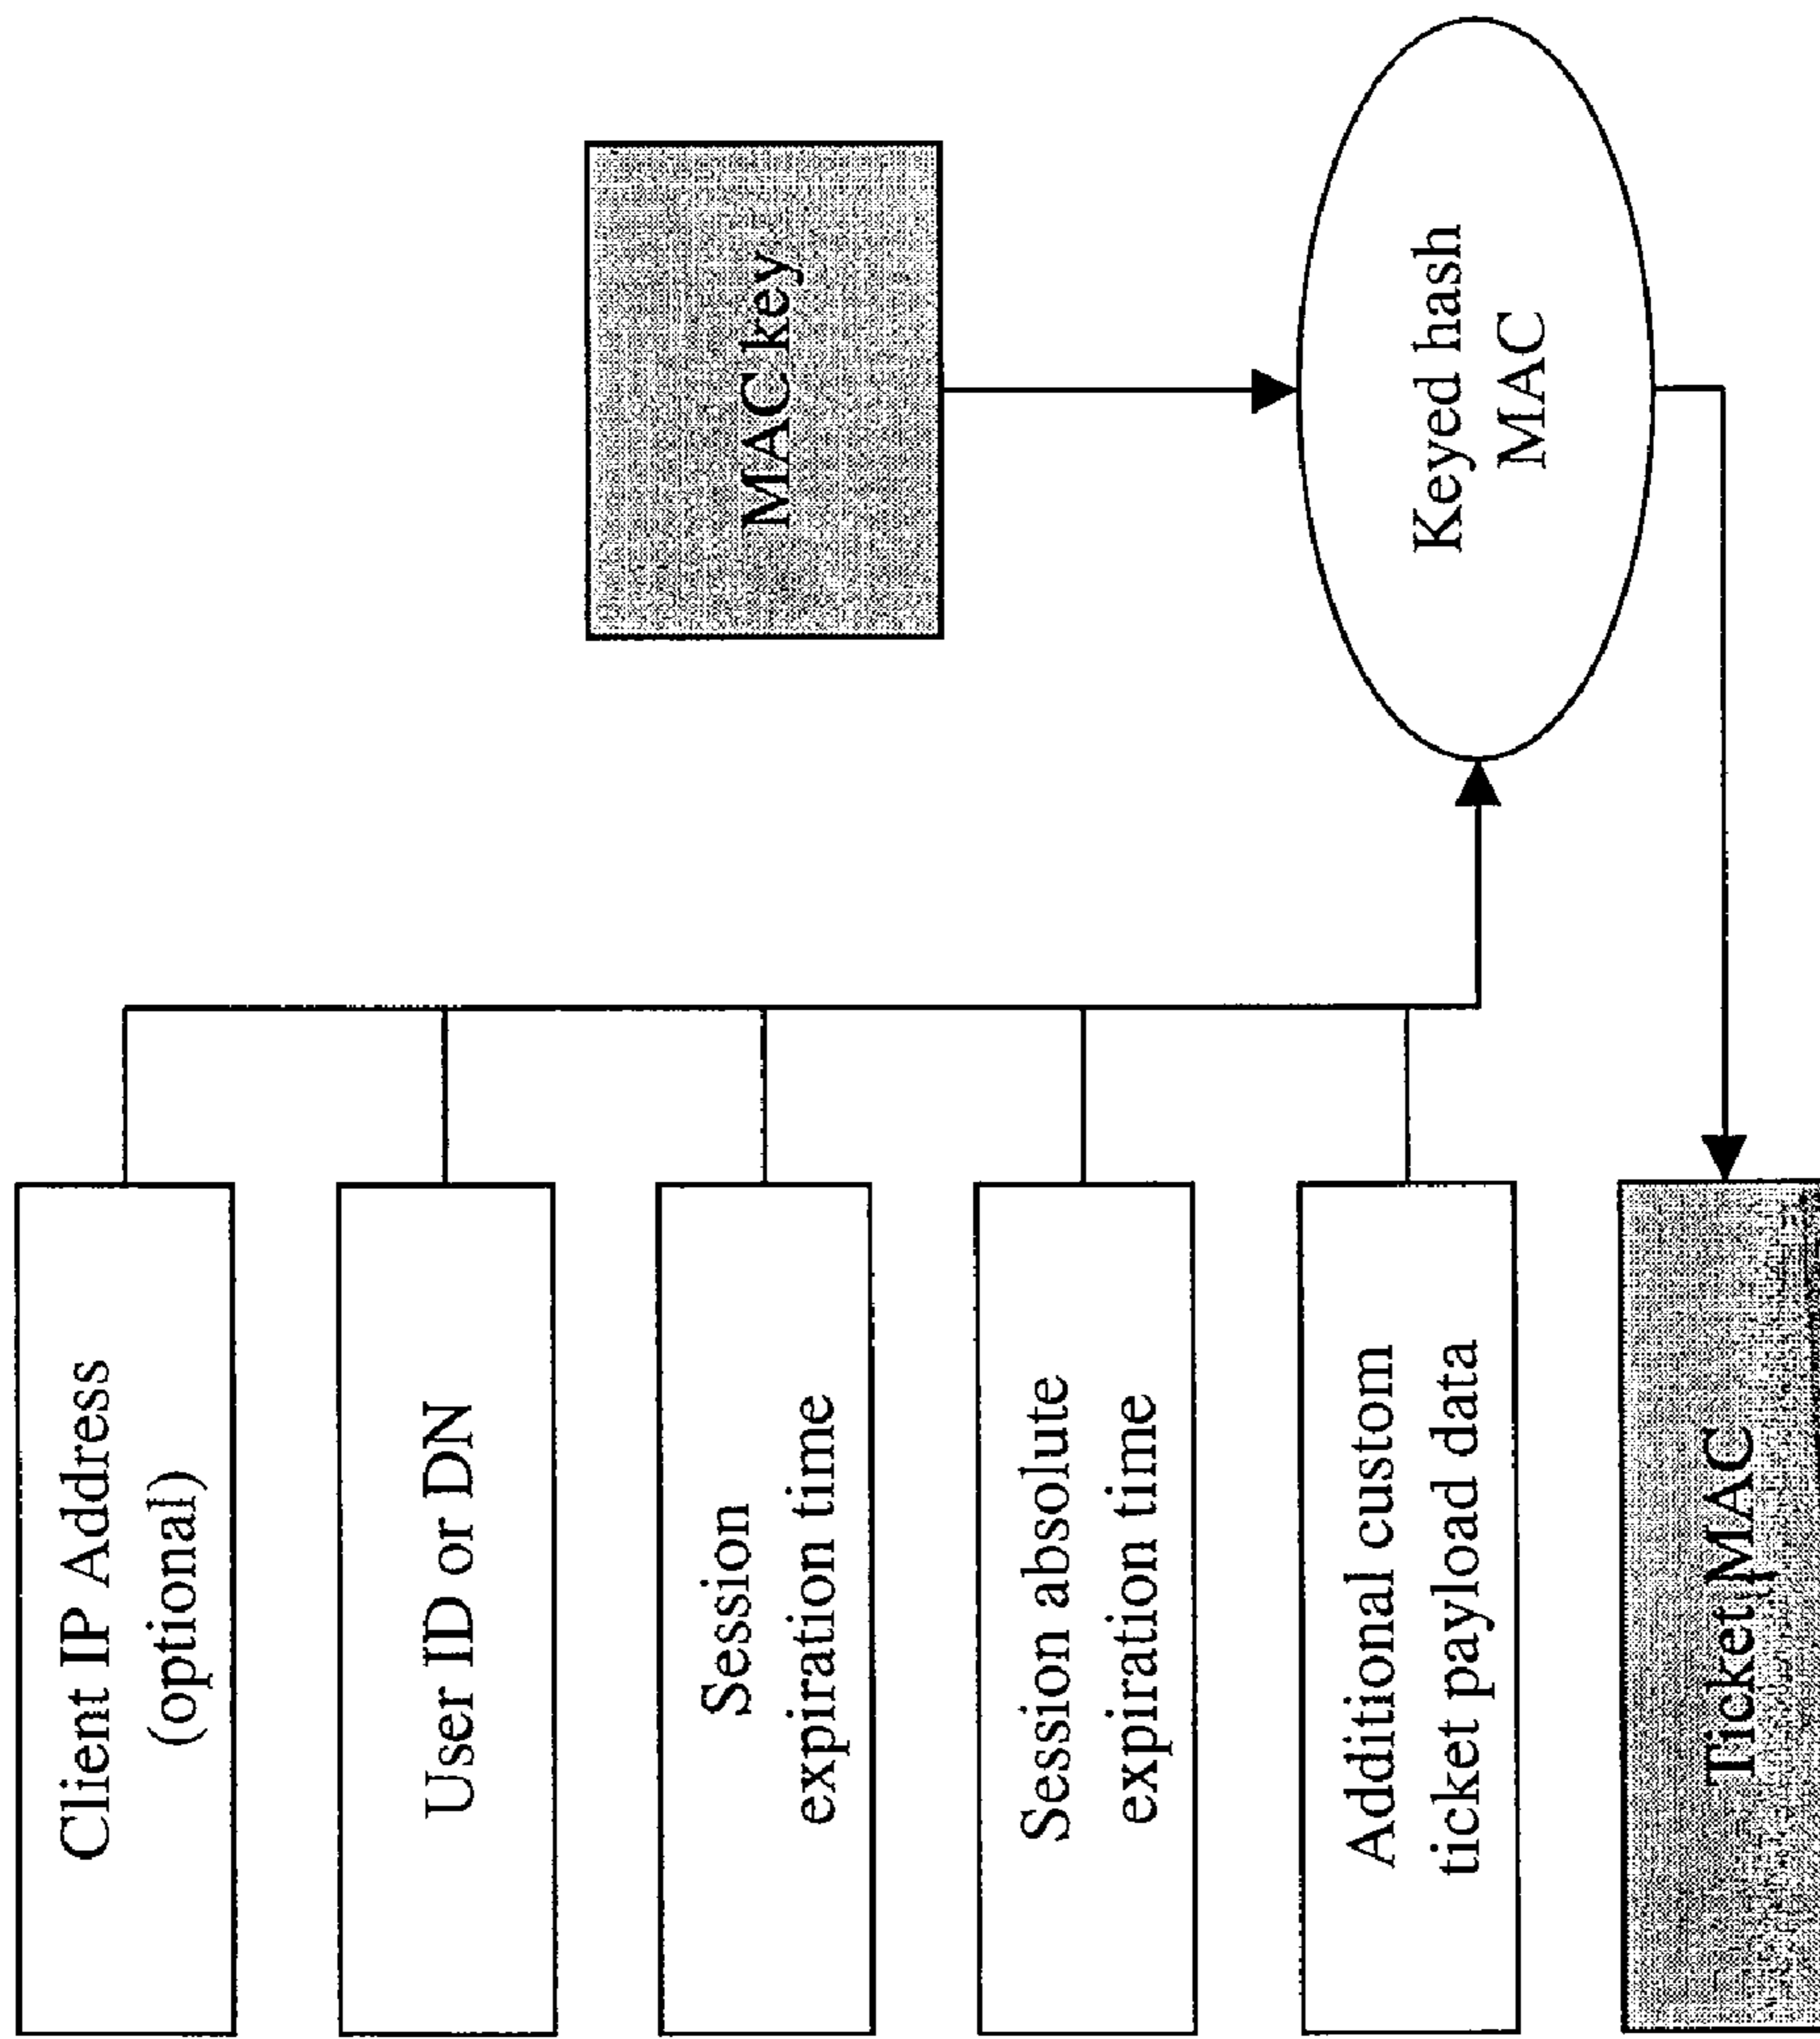 Client IP Address
(optional)
User ID or DN
Session
expiration time
Session absolute
expiration time
Additional custom
ticket payload data
Ticket MAC
MAC key
Keyed hash
MAC